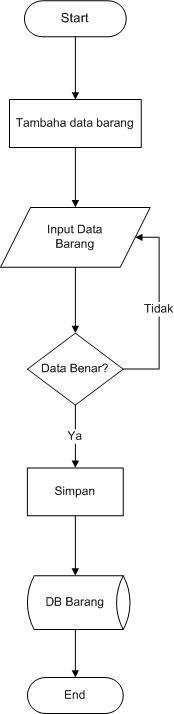 Start
Tambaha data barang
Input Data
Barang
Tidak
Data Benar?
Ya
Simpan
DB Barang
End